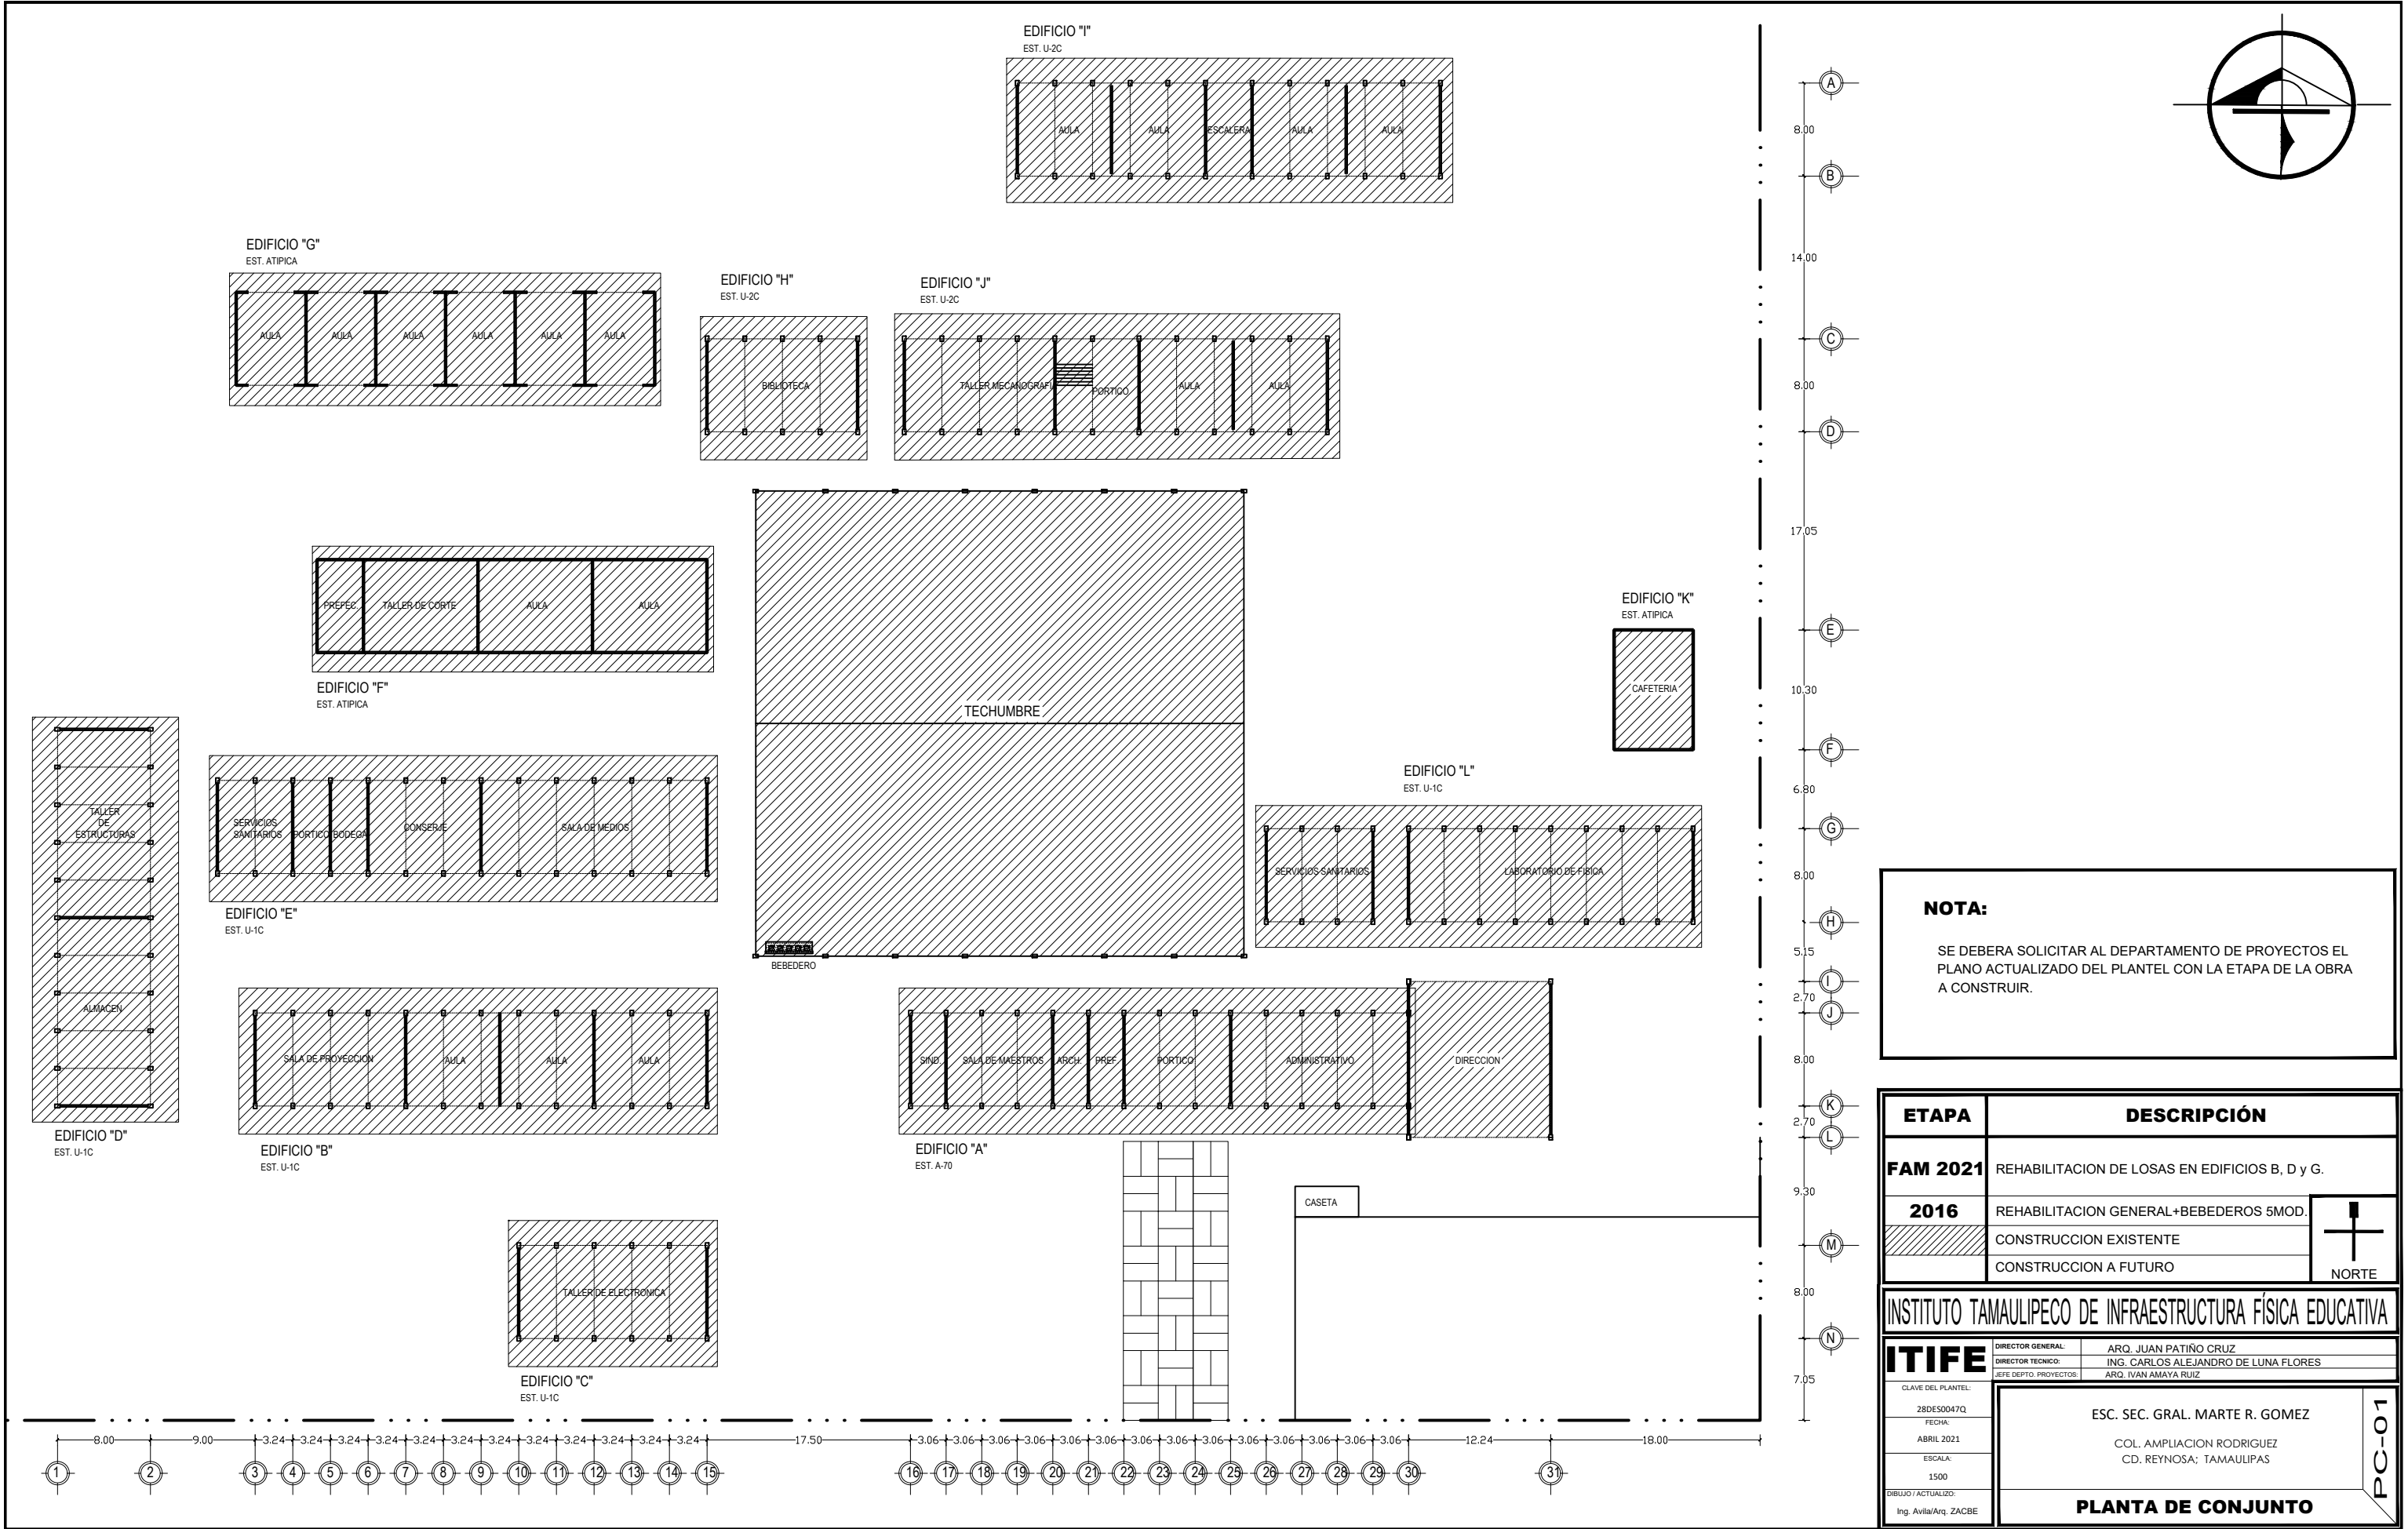 EDIFICIO "I"
EST. U-2C
AULA
AULA
ESCALERA
AULA
AULA
EDIFICIO "G"
EST. ATIPICA
AULA
AULA
AULA
AULA
AULA
AULA
EDIFICIO "H"
EST. U-2C
BIBLIOTECA
EDIFICIO "J"
EST. U-2C
TALLER MECANOGRAFIA
PORTICO
AULA
AULA
EDIFICIO "F"
EST. ATIPICA
PREFEC.
TALLER DE CORTE
AULA
AULA
TECHUMBRE
BEBEDERO
EDIFICIO "K"
EST. ATIPICA
CAFETERIA
EDIFICIO "D"
EST. U-1C
TALLER
DE
ESTRUCTURAS
ALMACEN
EDIFICIO "E"
EST. U-1C
SERVICIOS
SANITARIOS
PORTICO
BODEGA
CONSERJE
SALA DE MEDIOS
EDIFICIO "L"
EST. U-1C
SERVICIOS SANITARIOS
LABORATORIO DE FISICA
EDIFICIO "B"
EST. U-1C
SALA DE PROYECCION
AULA
AULA
AULA
EDIFICIO "A"
EST. A-70
SIND.
SALA DE MAESTROS
ARCH.
PREF.
PORTICO
ADMINISTRATIVO
DIRECCION
CASETA
EDIFICIO "C"
EST. U-1C
TALLER DE ELECTRONICA
A
8.00
B
14.00
C
8.00
D
17.05
E
10.30
F
6.80
G
8.00
H
5.15
I
2.70
J
8.00
K
2.70
L
9.30
M
8.00
N
7.05
8.00 9.00 3.24 3.24 3.24 3.24 3.24 3.24 3.24 3.24 3.24 3.24 3.24 3.24 17.50 3.06 3.06 3.06 3.06 3.06 3.06 3.06 3.06 3.06 3.06 3.06 3.06 3.06 3.06 12.24 18.00
1 2 3 4 5 6 7 8 9 10 11 12 13 14 15 16 17 18 19 20 21 22 23 24 25 26 27 28 29 30 31
NOTA:
SE DEBERA SOLICITAR AL DEPARTAMENTO DE PROYECTOS EL
PLANO ACTUALIZADO DEL PLANTEL CON LA ETAPA DE LA OBRA
A CONSTRUIR.
ETAPA DESCRIPCIÓN
FAM 2021 REHABILITACION DE LOSAS EN EDIFICIOS B, D y G.
2016 REHABILITACION GENERAL+BEBEDEROS 5MOD.
CONSTRUCCION EXISTENTE
CONSTRUCCION A FUTURO
NORTE
INSTITUTO TAMAULIPECO DE INFRAESTRUCTURA FÍSICA EDUCATIVA
ITIFE
DIRECTOR GENERAL: ARQ. JUAN PATIÑO CRUZ
DIRECTOR TECNICO: ING. CARLOS ALEJANDRO DE LUNA FLORES
JEFE DEPTO. PROYECTOS: ARQ. IVAN AMAYA RUIZ
CLAVE DEL PLANTEL:
28DES0047Q
FECHA:
ABRIL 2021
ESCALA:
1500
DIBUJO / ACTUALIZO:
Ing. Avila/Arq. ZACBE
ESC. SEC. GRAL. MARTE R. GOMEZ
COL. AMPLIACION RODRIGUEZ
CD. REYNOSA; TAMAULIPAS
PLANTA DE CONJUNTO
PC-01